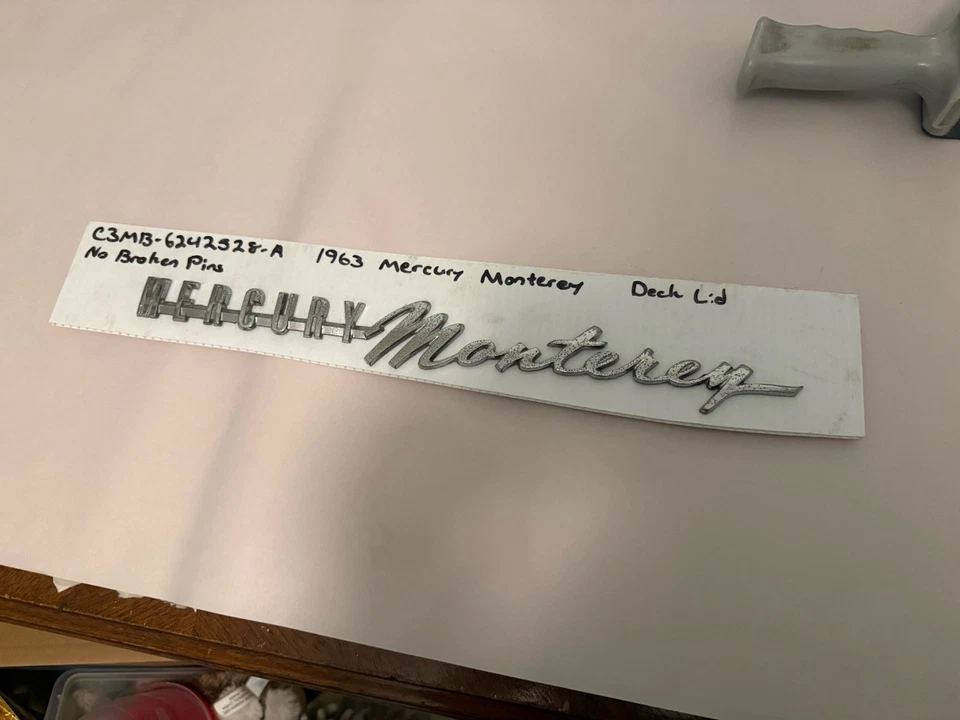 C3MB-6242528-A 1963 Mercury Monterey Deck Lid
No Broken Pins
MERCURY Monterey